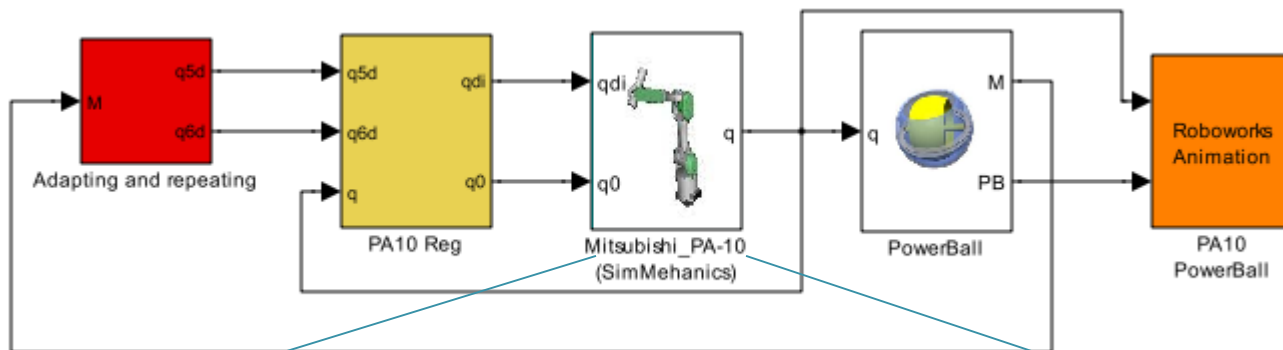 M
q5d
q6d
Adapting and repeating
q5d
q6d
q
qdi
q0
PA10 Reg
qdi
q0
q
Mitsubishi_PA-10
(SimMehanics)
q
M
PB
PowerBall
Roboworks
Animation
PA10
PowerBall